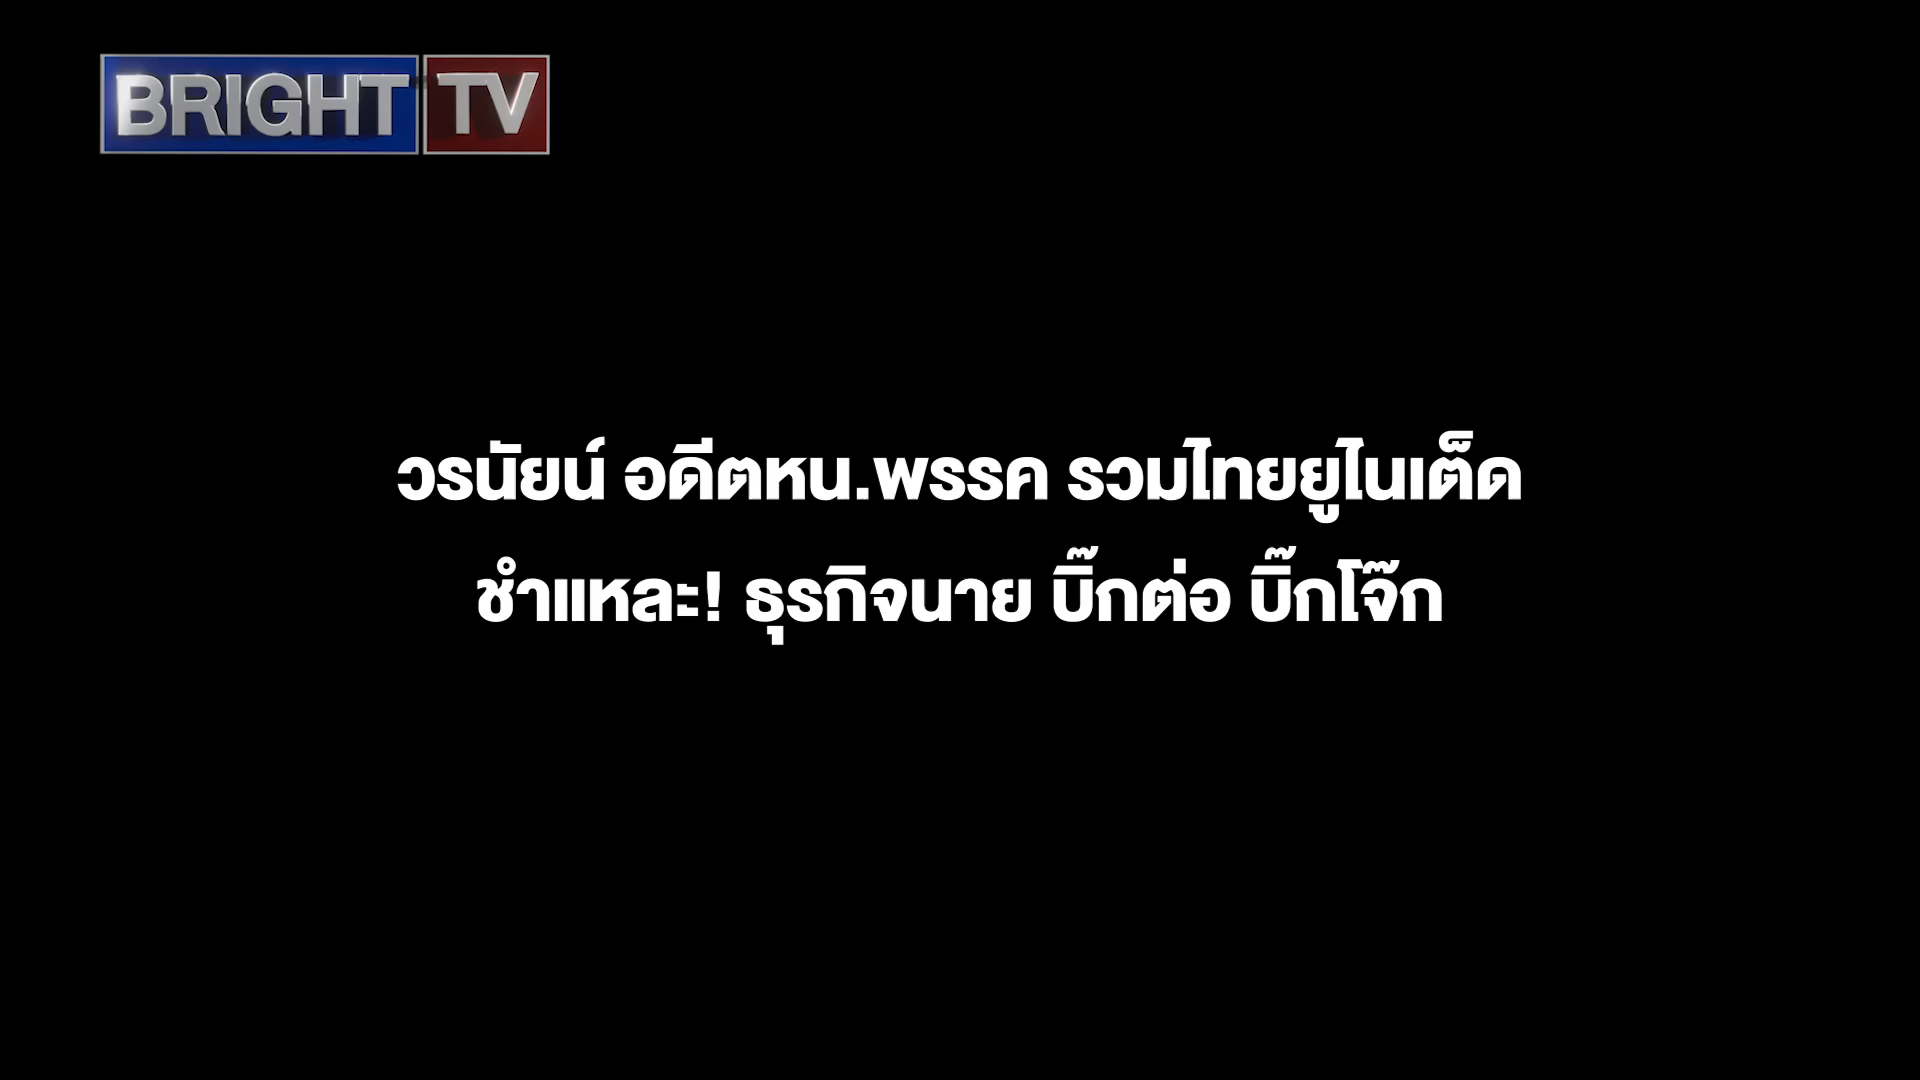 BRIGHT TV
วรนัยน์ อดีตหน.พรรค รวมไทยยูไนเต็ด
ชำแหละ! ธุรกิจนาย บิ๊กต่อ บิ๊กโจ๊ก